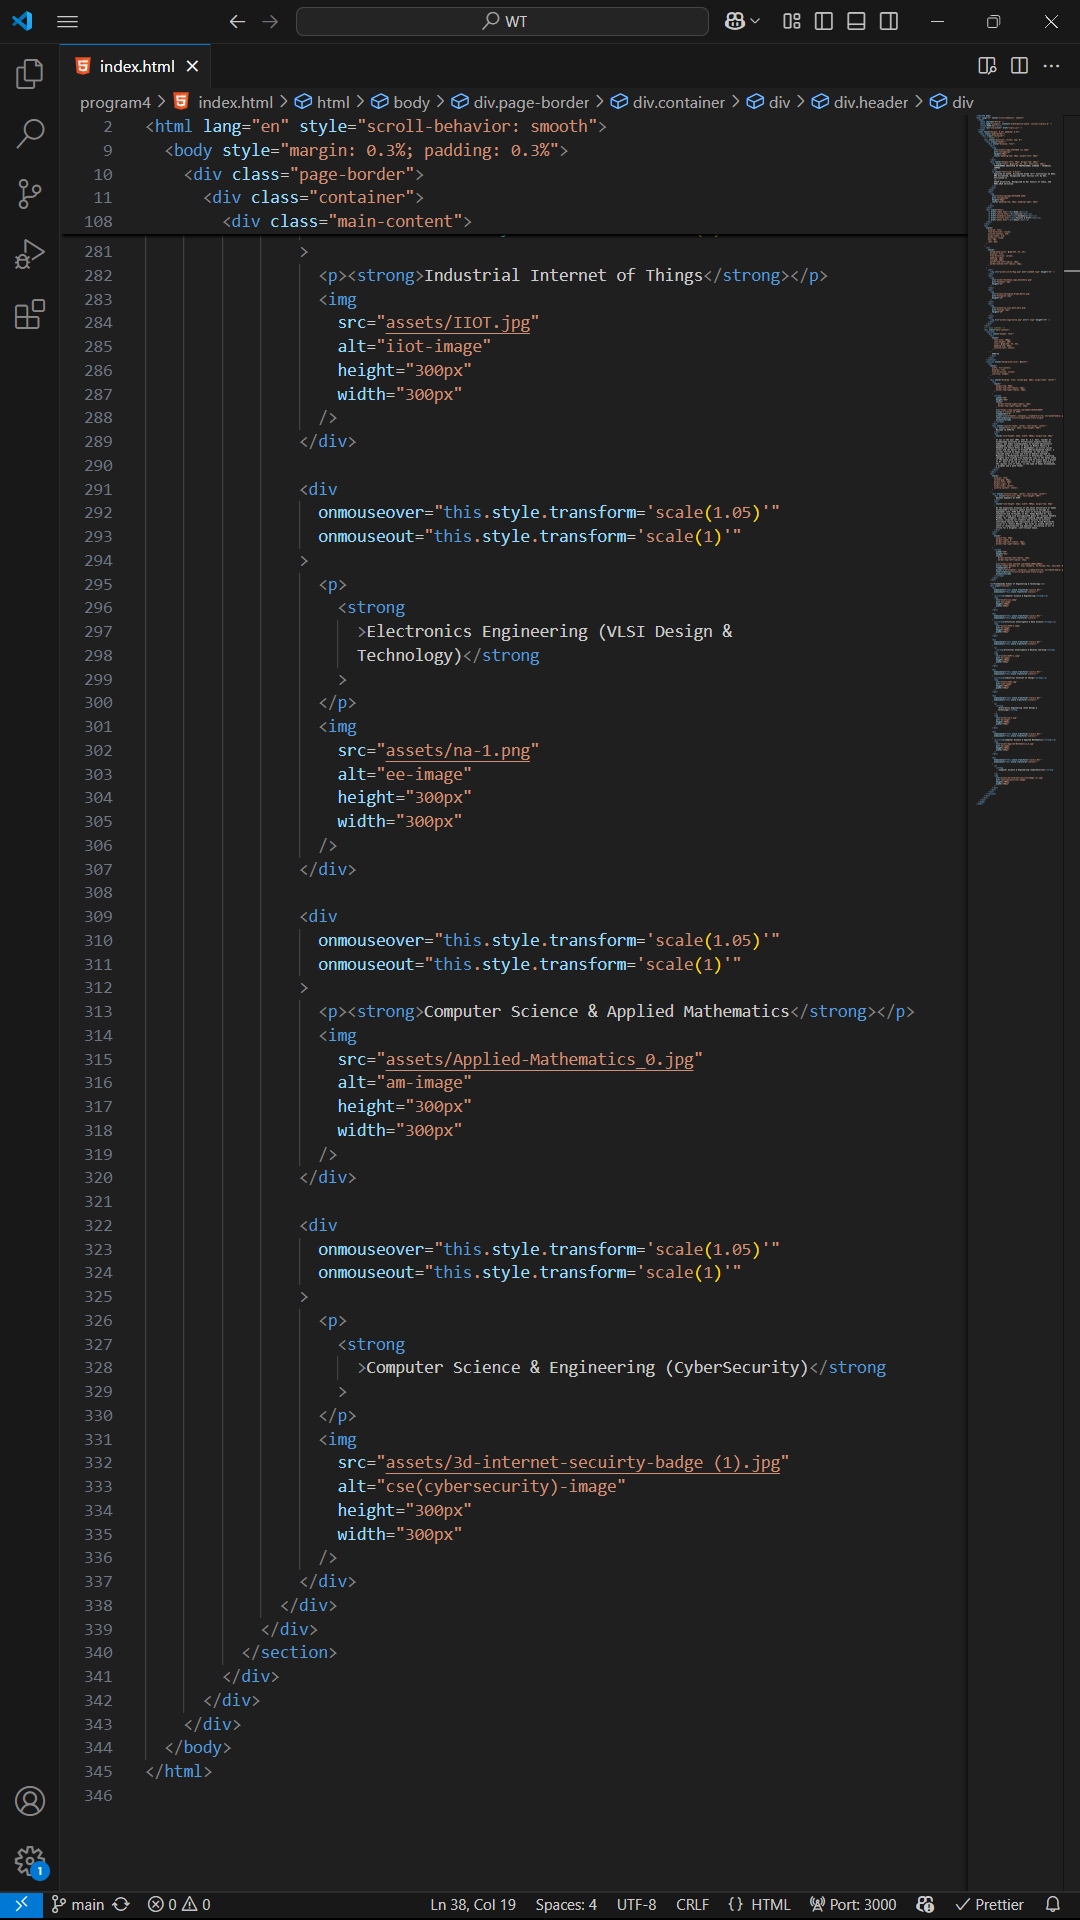 WT
index.html
program4 > index.html > html > body > div.page-border > div.container > div > div.header > div
2 <html lang="en" style="scroll-behavior: smooth">
9 <body style="margin: 0.3%; padding: 0.3%">
10 <div class="page-border">
11 <div class="container">
108 <div class="main-content">
281 >
282 <p><strong>Industrial Internet of Things</strong></p>
283 <img
284 src="assets/IIOT.jpg"
285 alt="iiot-image"
286 height="300px"
287 width="300px"
288 />
289 </div>
290
291 <div
292 onmouseover="this.style.transform='scale(1.05)'"
293 onmouseout="this.style.transform='scale(1)'"
294 >
295 <p>
296 <strong
297 >Electronics Engineering (VLSI Design &
298 Technology)</strong
299 >
300 </p>
301 <img
302 src="assets/na-1.png"
303 alt="ee-image"
304 height="300px"
305 width="300px"
306 />
307 </div>
308
309 <div
310 onmouseover="this.style.transform='scale(1.05)'"
311 onmouseout="this.style.transform='scale(1)'"
312 >
313 <p><strong>Computer Science & Applied Mathematics</strong></p>
314 <img
315 src="assets/Applied-Mathematics_0.jpg"
316 alt="am-image"
317 height="300px"
318 width="300px"
319 />
320 </div>
321
322 <div
323 onmouseover="this.style.transform='scale(1.05)'"
324 onmouseout="this.style.transform='scale(1)'"
325 >
326 <p>
327 <strong
328 >Computer Science & Engineering (CyberSecurity)</strong
329 >
330 </p>
331 <img
332 src="assets/3d-internet-secuirty-badge (1).jpg"
333 alt="cse(cybersecurity)-image"
334 height="300px"
335 width="300px"
336 />
337 </div>
338 </div>
339 </div>
340 </section>
341 </div>
342 </div>
343 </div>
344 </body>
345 </html>
346
1
main 0 0 Ln 38, Col 19 Spaces: 4 UTF-8 CRLF {} HTML Port: 3000 Prettier